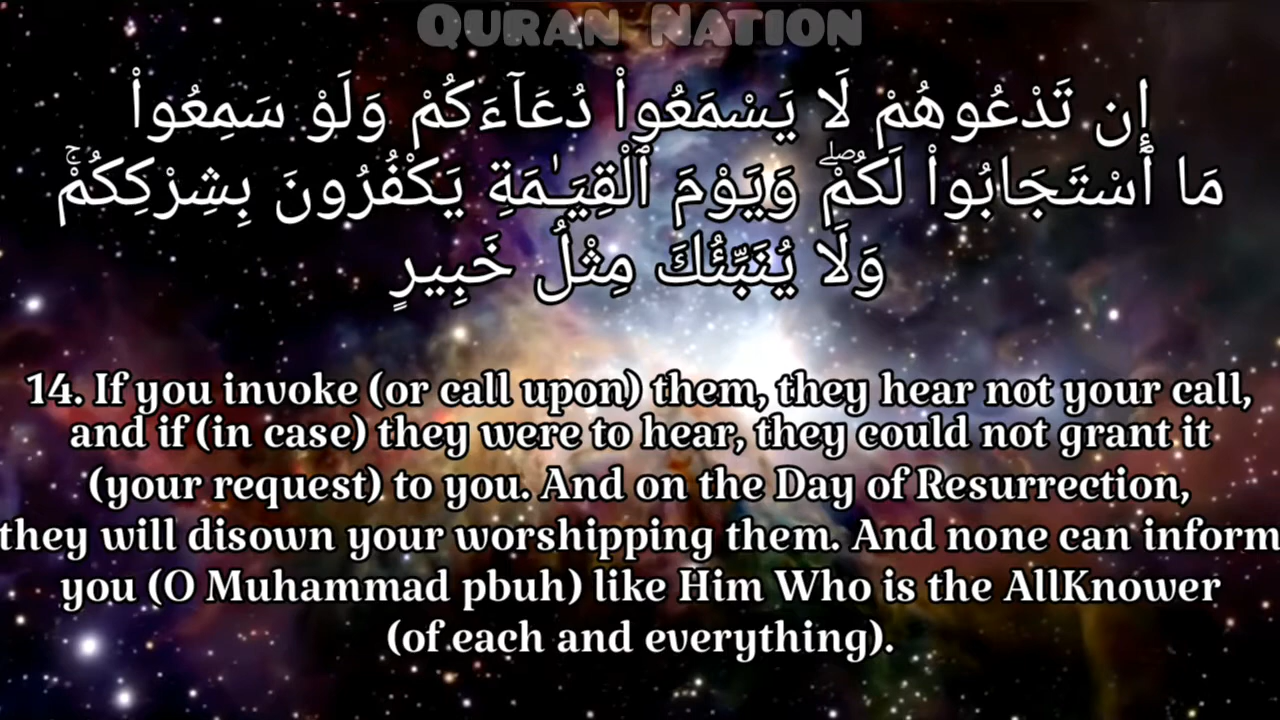 QURAN NATION
إِن تَدْعُوهُمْ لَا يَسْمَعُوا۟ دُعَآءَكُمْ وَلَوْ سَمِعُوا۟
مَا ٱسْتَجَابُوا۟ لَكُمْ ۖ وَيَوْمَ ٱلْقِيَـٰمَةِ يَكْفُرُونَ بِشِرْكِكُمْ ۚ
وَلَا يُنَبِّئُكَ مِثْلُ خَبِيرٍ
14. If you invoke (or call upon) them, they hear not your call,
and if (in case) they were to hear, they could not grant it
(your request) to you. And on the Day of Resurrection,
they will disown your worshipping them. And none can inform
you (O Muhammad pbuh) like Him Who is the AllKnower
(of each and everything).